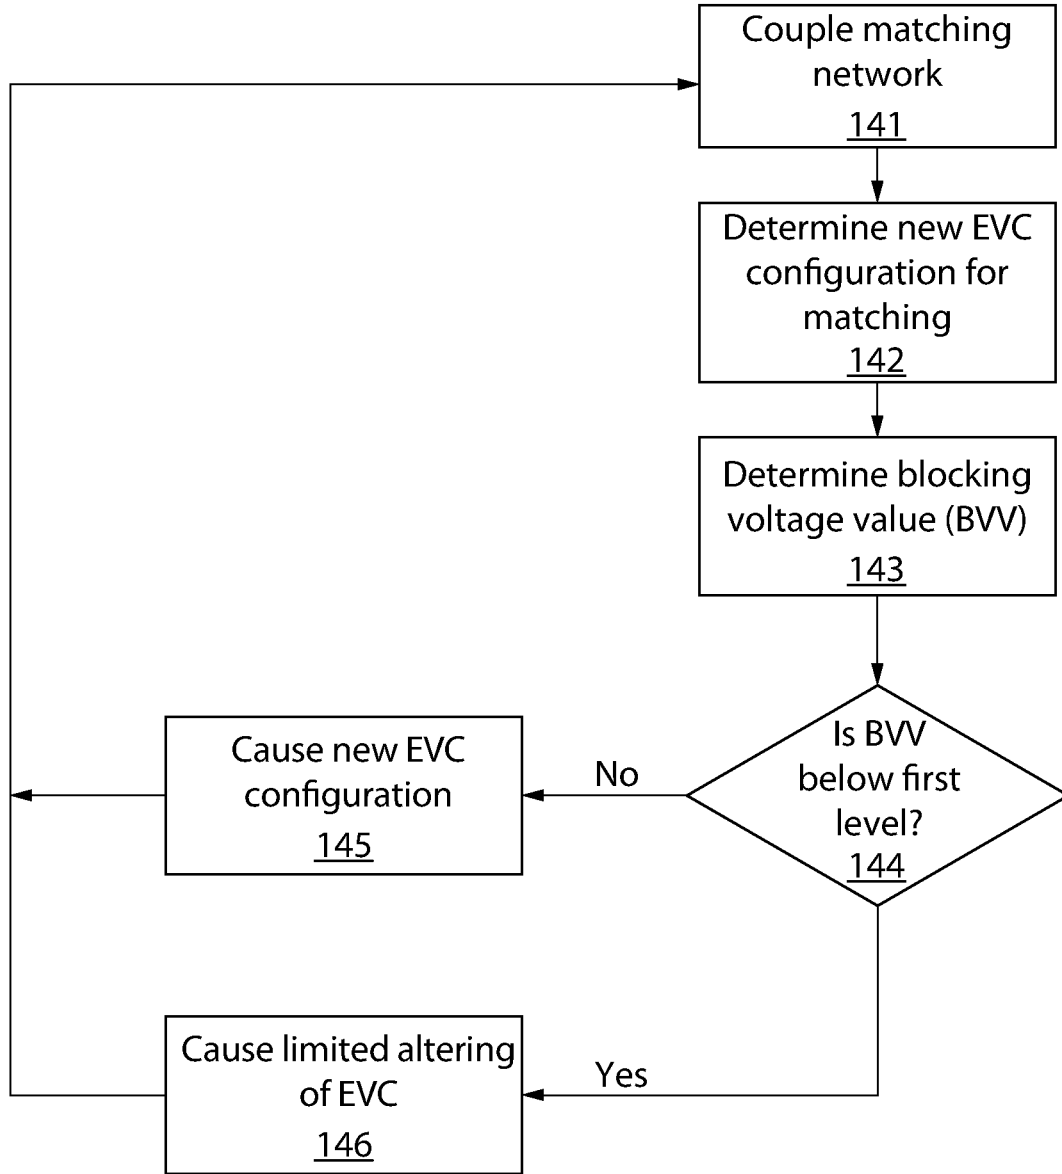 Couple matching
network
141
Determine new EVC
configuration for
matching
142
Determine blocking
voltage value (BVV)
143
Is BVV
below first
level?
144
No
Cause new EVC
configuration
145
Yes
Cause limited altering
of EVC
146